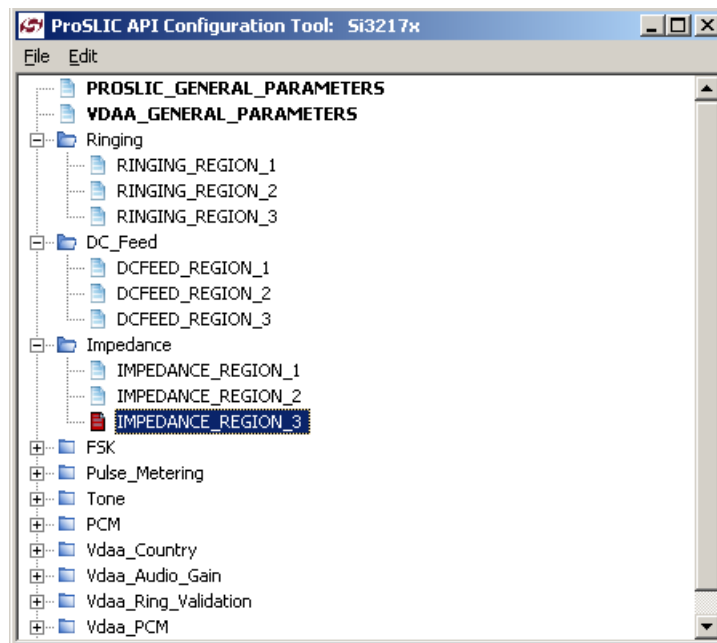 ProSLIC API Configuration Tool: Si3217x
File Edit
PROSLIC_GENERAL_PARAMETERS
VDAA_GENERAL_PARAMETERS
Ringing
RINGING_REGION_1
RINGING_REGION_2
RINGING_REGION_3
DC_Feed
DCFEED_REGION_1
DCFEED_REGION_2
DCFEED_REGION_3
Impedance
IMPEDANCE_REGION_1
IMPEDANCE_REGION_2
IMPEDANCE_REGION_3
FSK
Pulse_Metering
Tone
PCM
Vdaa_Country
Vdaa_Audio_Gain
Vdaa_Ring_Validation
Vdaa_PCM